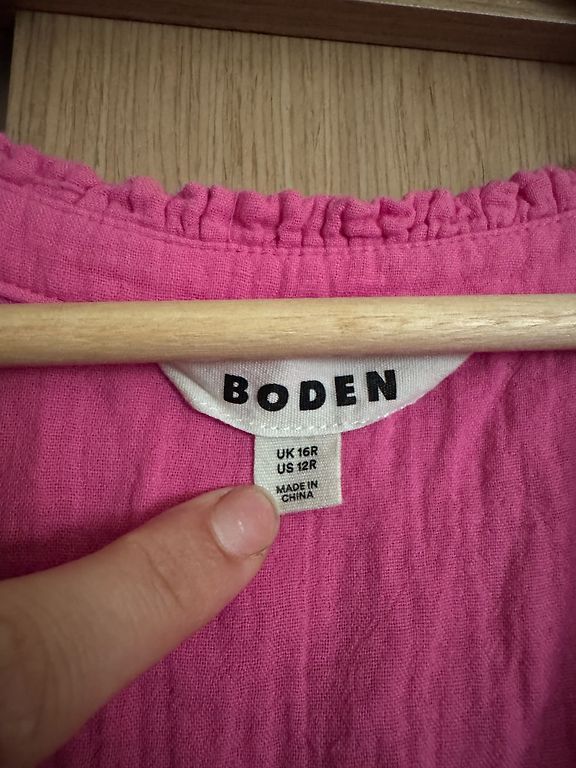 BODEN
UK 16R
US 12R
MADE IN
CHINA